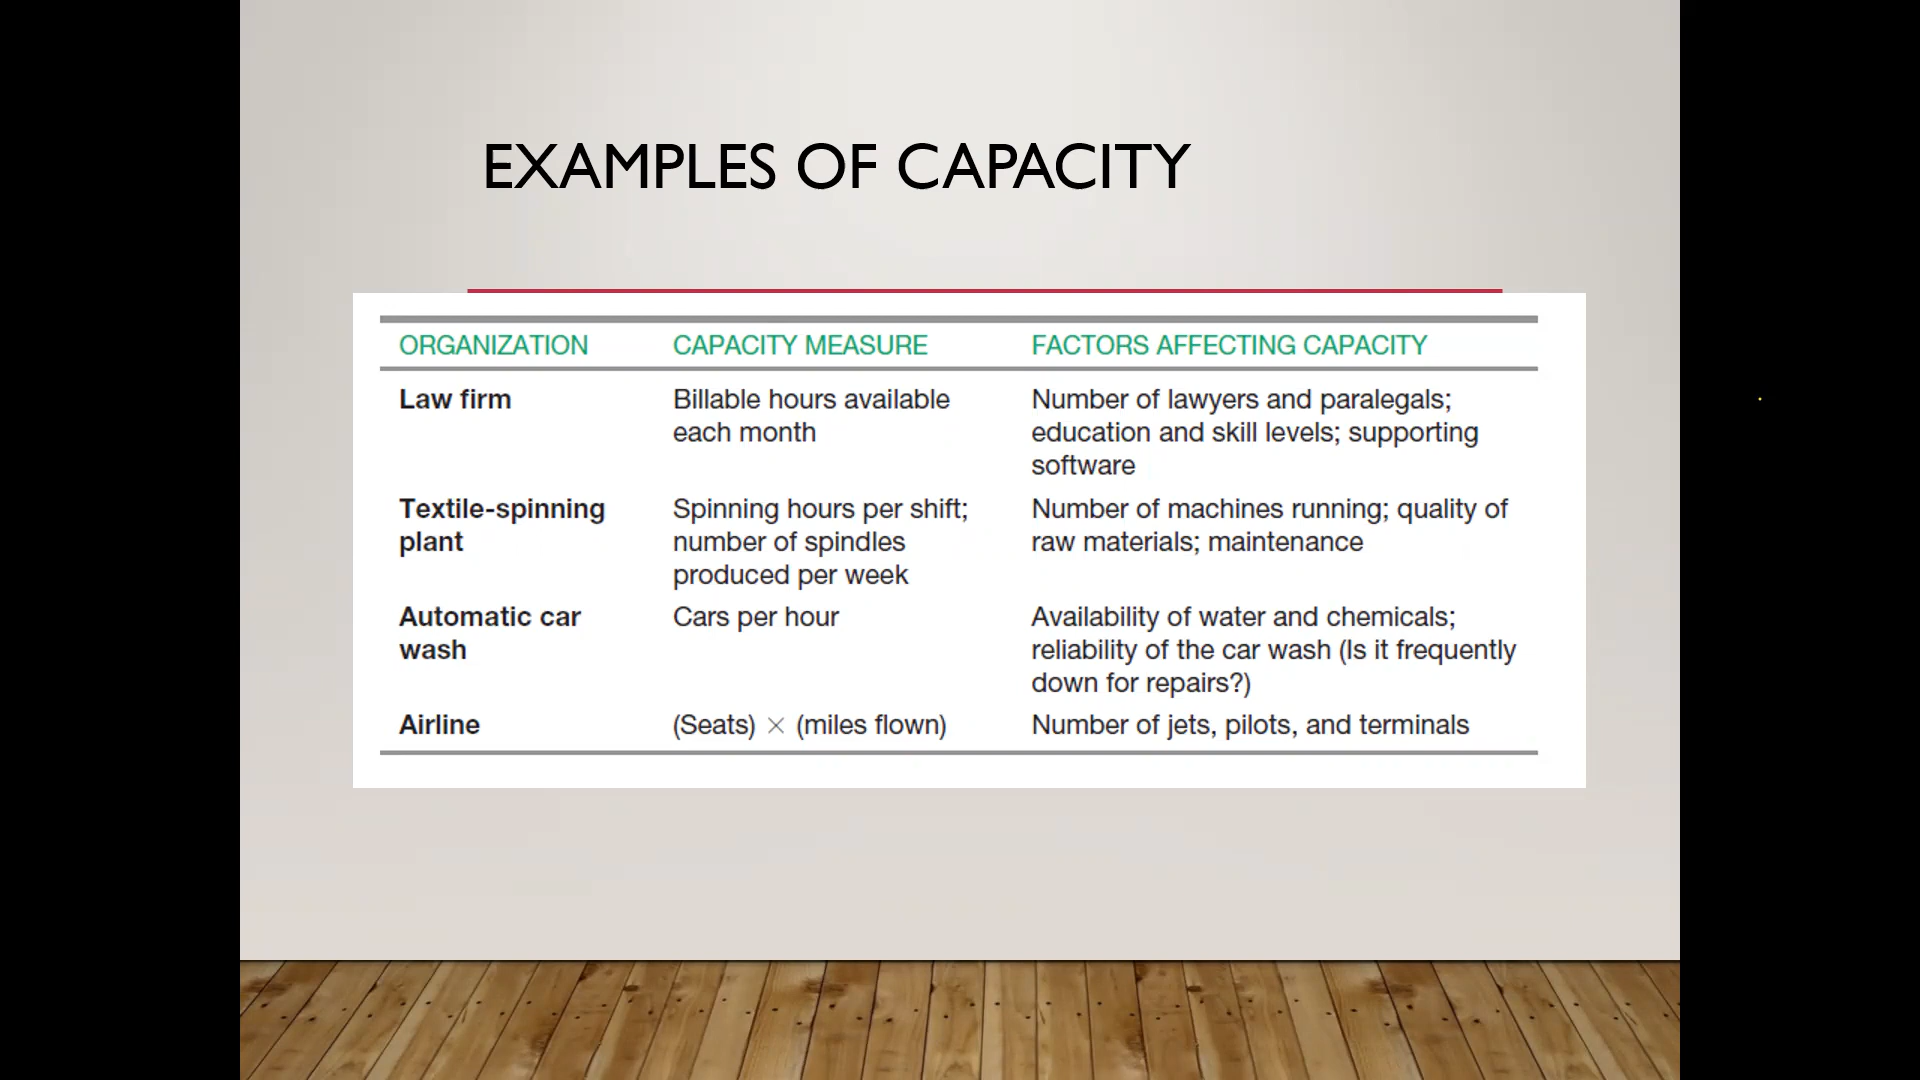 EXAMPLES OF CAPACITY
ORGANIZATION CAPACITY MEASURE FACTORS AFFECTING CAPACITY
Law firm Billable hours available Number of lawyers and paralegals;
each month education and skill levels; supporting
software
Textile-spinning Spinning hours per shift; Number of machines running; quality of
plant number of spindles raw materials; maintenance
produced per week
Automatic car Cars per hour Availability of water and chemicals;
wash reliability of the car wash (Is it frequently
down for repairs?)
Airline (Seats) × (miles flown) Number of jets, pilots, and terminals